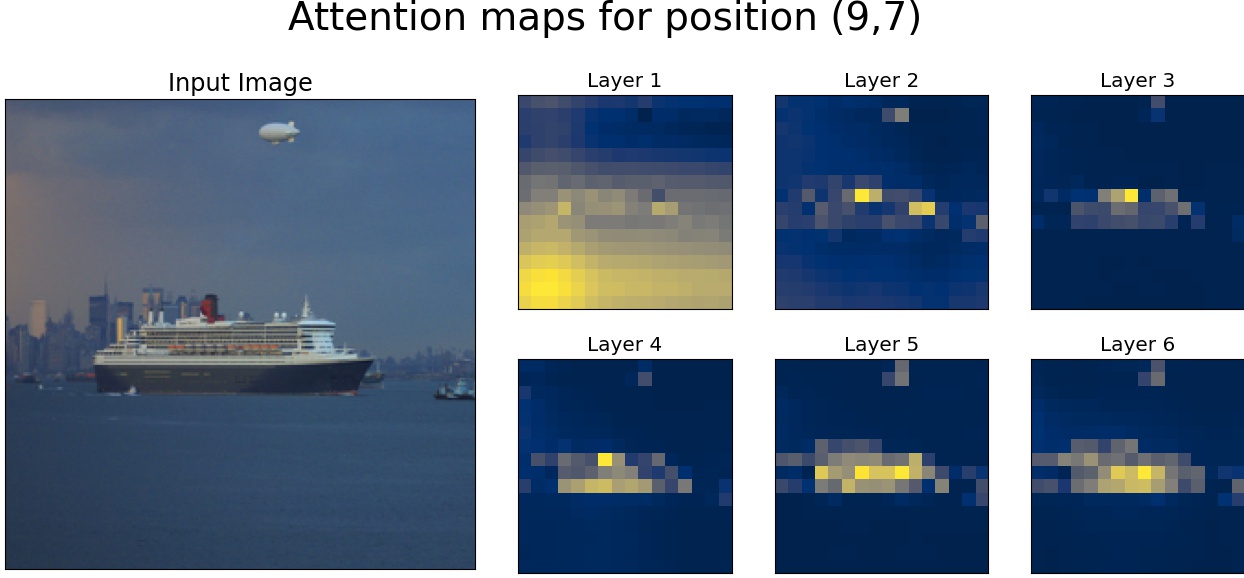 Attention maps for position (9,7)
Input Image
Layer 1
Layer 2
Layer 3
Layer 4
Layer 5
Layer 6